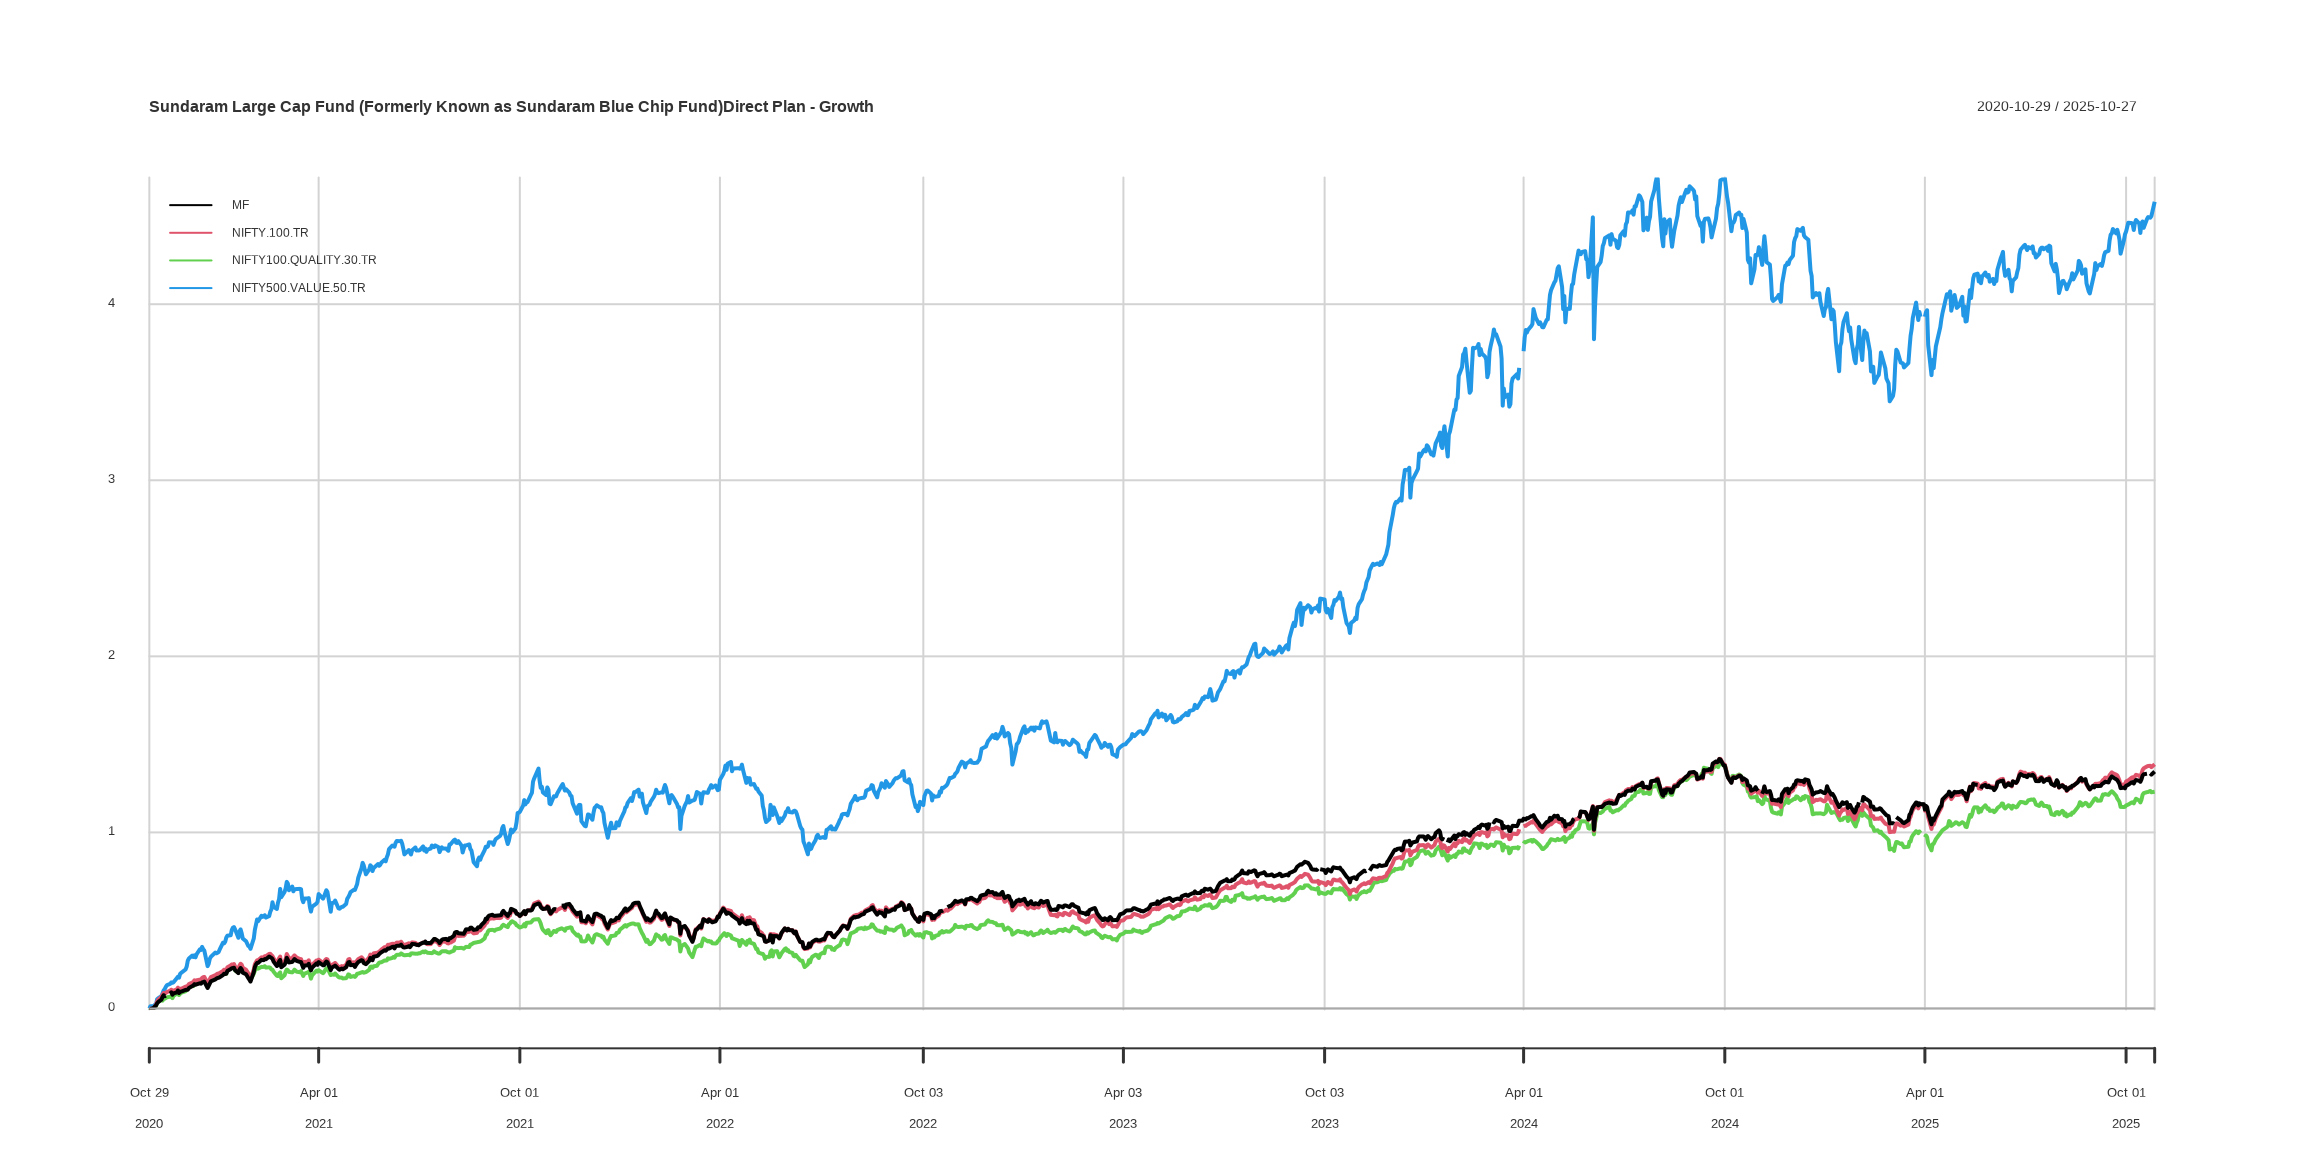 Sundaram Large Cap Fund (Formerly Known as Sundaram Blue Chip Fund)Direct Plan - Growth
2020-10-29 / 2025-10-27
MF
NIFTY.100.TR
NIFTY100.QUALITY.30.TR
NIFTY500.VALUE.50.TR
4
3
2
1
0
Oct 29 Apr 01 Oct 01 Apr 01 Oct 03 Apr 03 Oct 03 Apr 01 Oct 01 Apr 01 Oct 01
2020 2021 2021 2022 2022 2023 2023 2024 2024 2025 2025